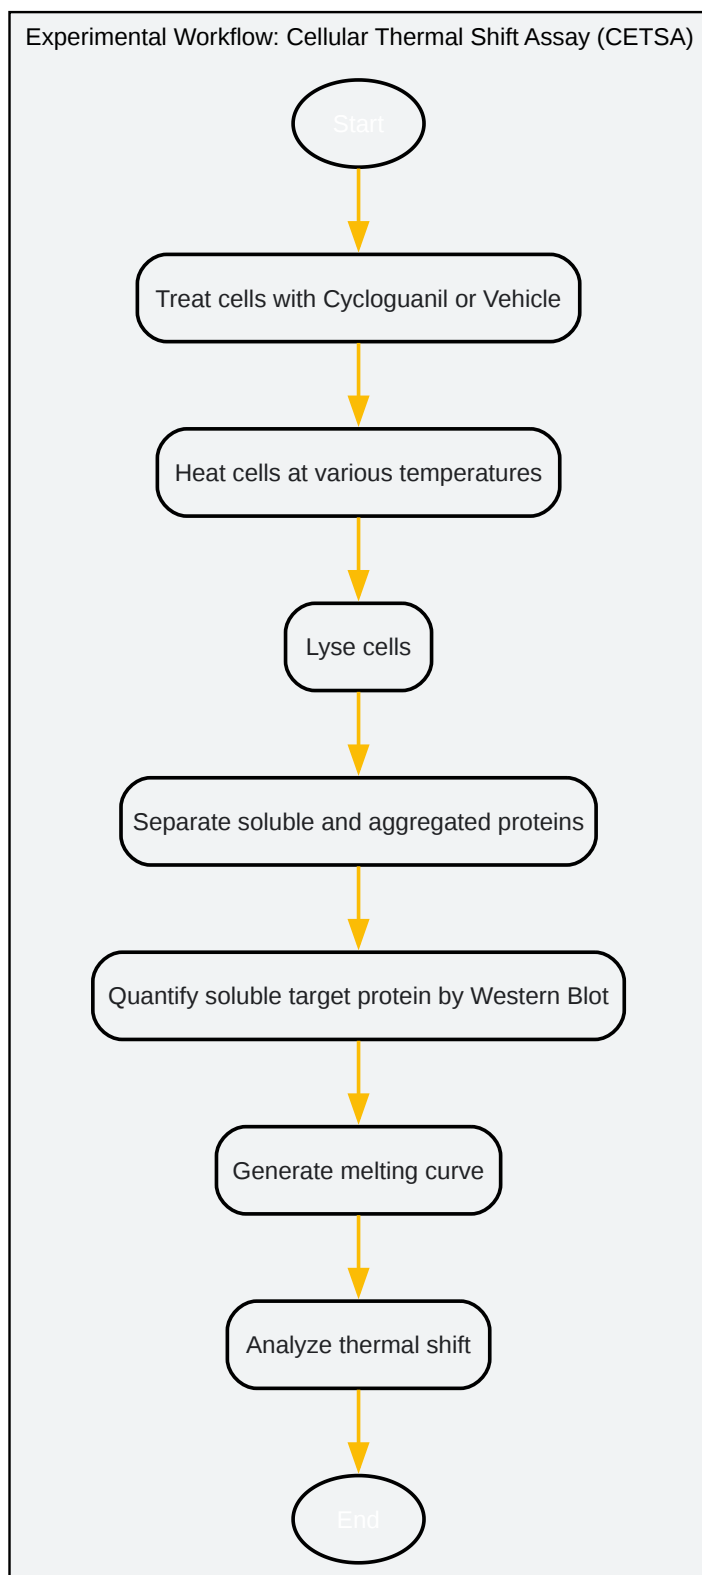 Experimental Workflow: Cellular Thermal Shift Assay (CETSA)
Start
Treat cells with Cycloguanil or Vehicle
Heat cells at various temperatures
Lyse cells
Separate soluble and aggregated proteins
Quantify soluble target protein by Western Blot
Generate melting curve
Analyze thermal shift
End